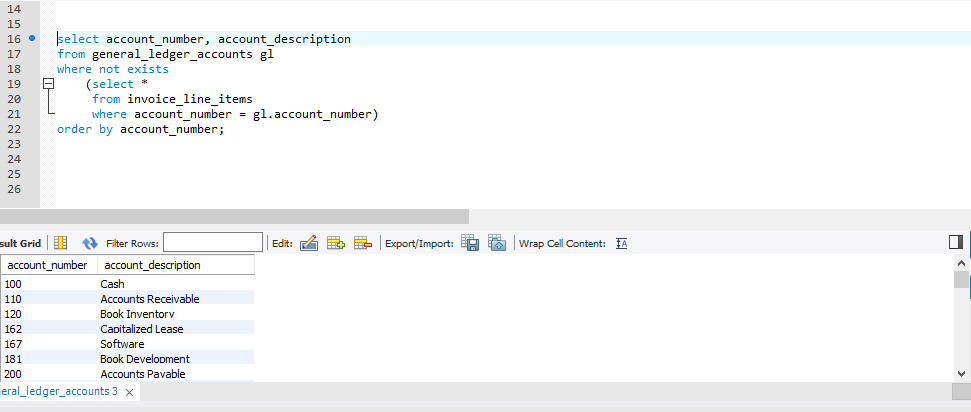 14
15
16 select account_number, account_description
17 from general_ledger_accounts gl
18 where not exists
19 (select *
20 from invoice_line_items
21 where account_number = gl.account_number)
22 order by account_number;
23
24
25
26
sult Grid Filter Rows: Edit: Export/Import: Wrap Cell Content: IA
account_number account_description
100 Cash
110 Accounts Receivable
120 Book Inventory
162 Capitalized Lease
167 Software
181 Book Development
200 Accounts Payable
neral_ledger_accounts 3 ×